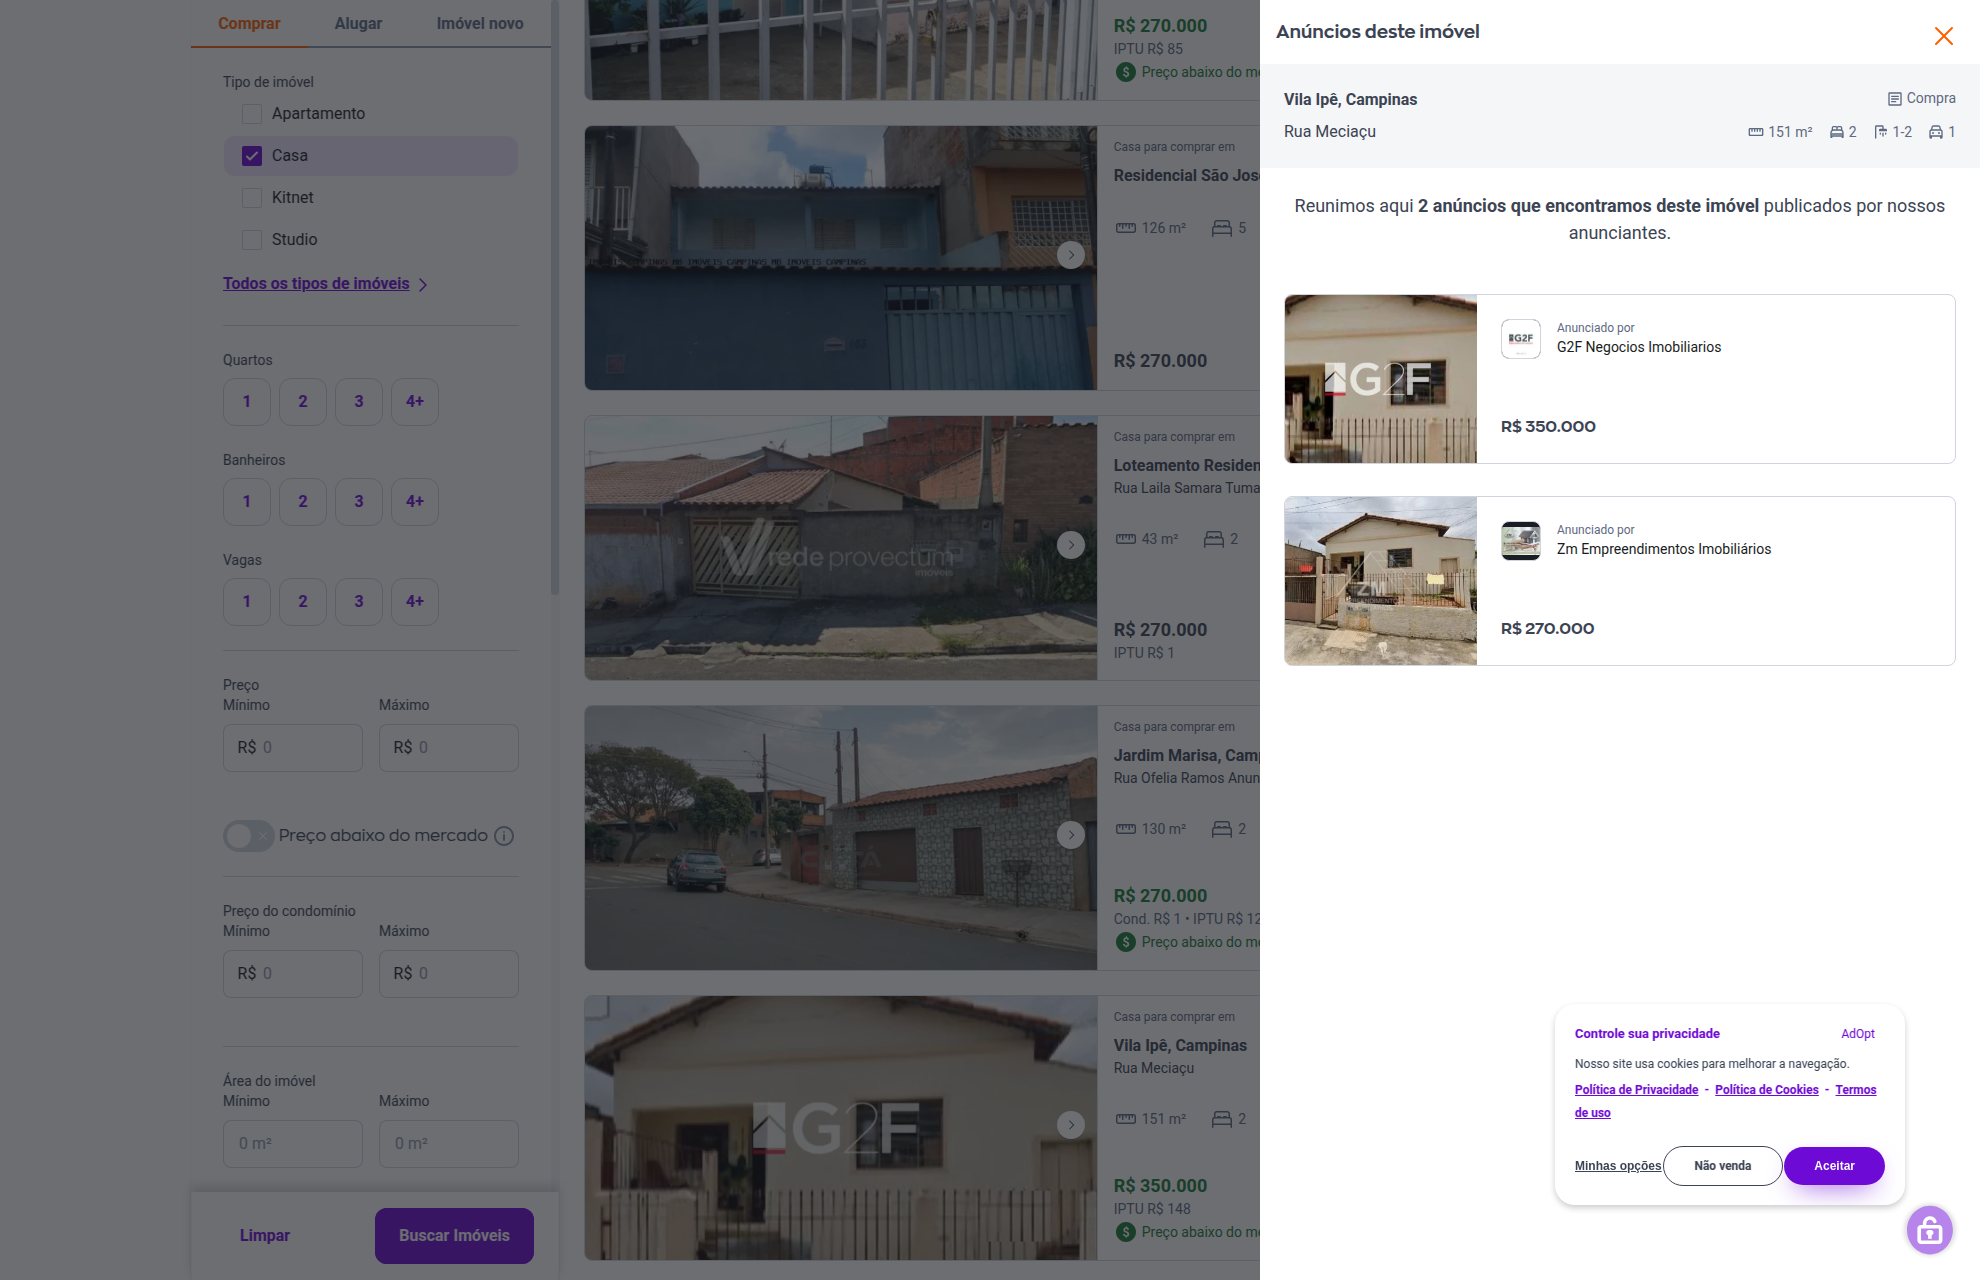 Comprar
Alugar
Imóvel novo
Tipo de imóvel
Apartamento
Casa
Kitnet
Studio
Todos os tipos de imóveis
Quartos
1
2
3
4+
Banheiros
1
2
3
4+
Vagas
1
2
3
4+
Preço
Mínimo
Máximo
R$ 0
R$ 0
Preço abaixo do mercado
Preço do condomínio
Mínimo
Máximo
R$ 0
R$ 0
Área do imóvel
Mínimo
Máximo
0 m²
0 m²
Limpar
Buscar Imóveis
R$ 270.000
IPTU R$ 85
Preço abaixo do me
Casa para comprar em
Residencial São Jos
126 m²
5
R$ 270.000
rede provectum
imóveis
Casa para comprar em
Loteamento Residen
Rua Laila Samara Tuma
43 m²
2
R$ 270.000
IPTU R$ 1
Casa para comprar em
Jardim Marisa, Camp
Rua Ofelia Ramos Anun
130 m²
2
R$ 270.000
Cond. R$ 1 • IPTU R$ 12
Preço abaixo do me
G2F
Casa para comprar em
Vila Ipê, Campinas
Rua Meciaçu
151 m²
2
R$ 350.000
IPTU R$ 148
Preço abaixo do me
Anúncios deste imóvel
Vila Ipê, Campinas
Compra
Rua Meciaçu
151 m²
2
1-2
1
Reunimos aqui 2 anúncios que encontramos deste imóvel publicados por nossos
anunciantes.
G2F
G2F
Anunciado por
G2F Negocios Imobiliarios
R$ 350.000
ZM
Anunciado por
Zm Empreendimentos Imobiliários
R$ 270.000
Controle sua privacidade
AdOpt
Nosso site usa cookies para melhorar a navegação.
Política de Privacidade - Política de Cookies - Termos
de uso
Minhas opções
Não venda
Aceitar